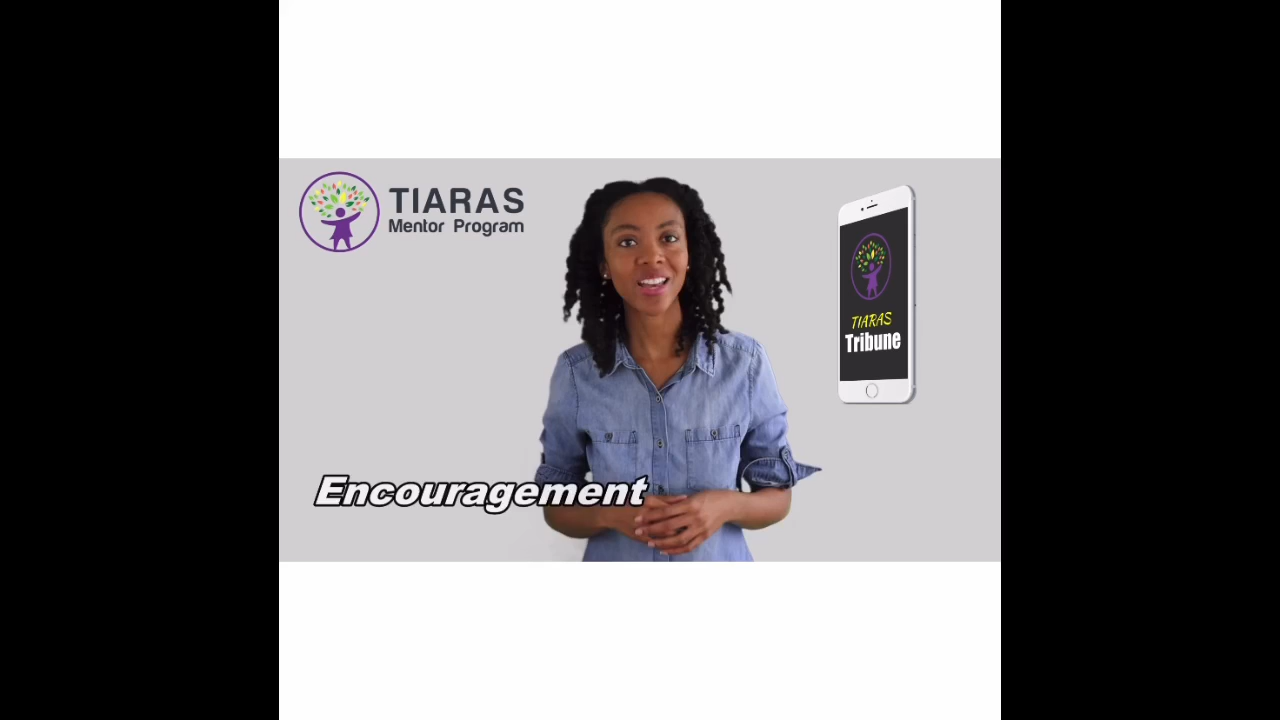 TIARAS
Mentor Program
TIARAS
Tribune
Encouragement